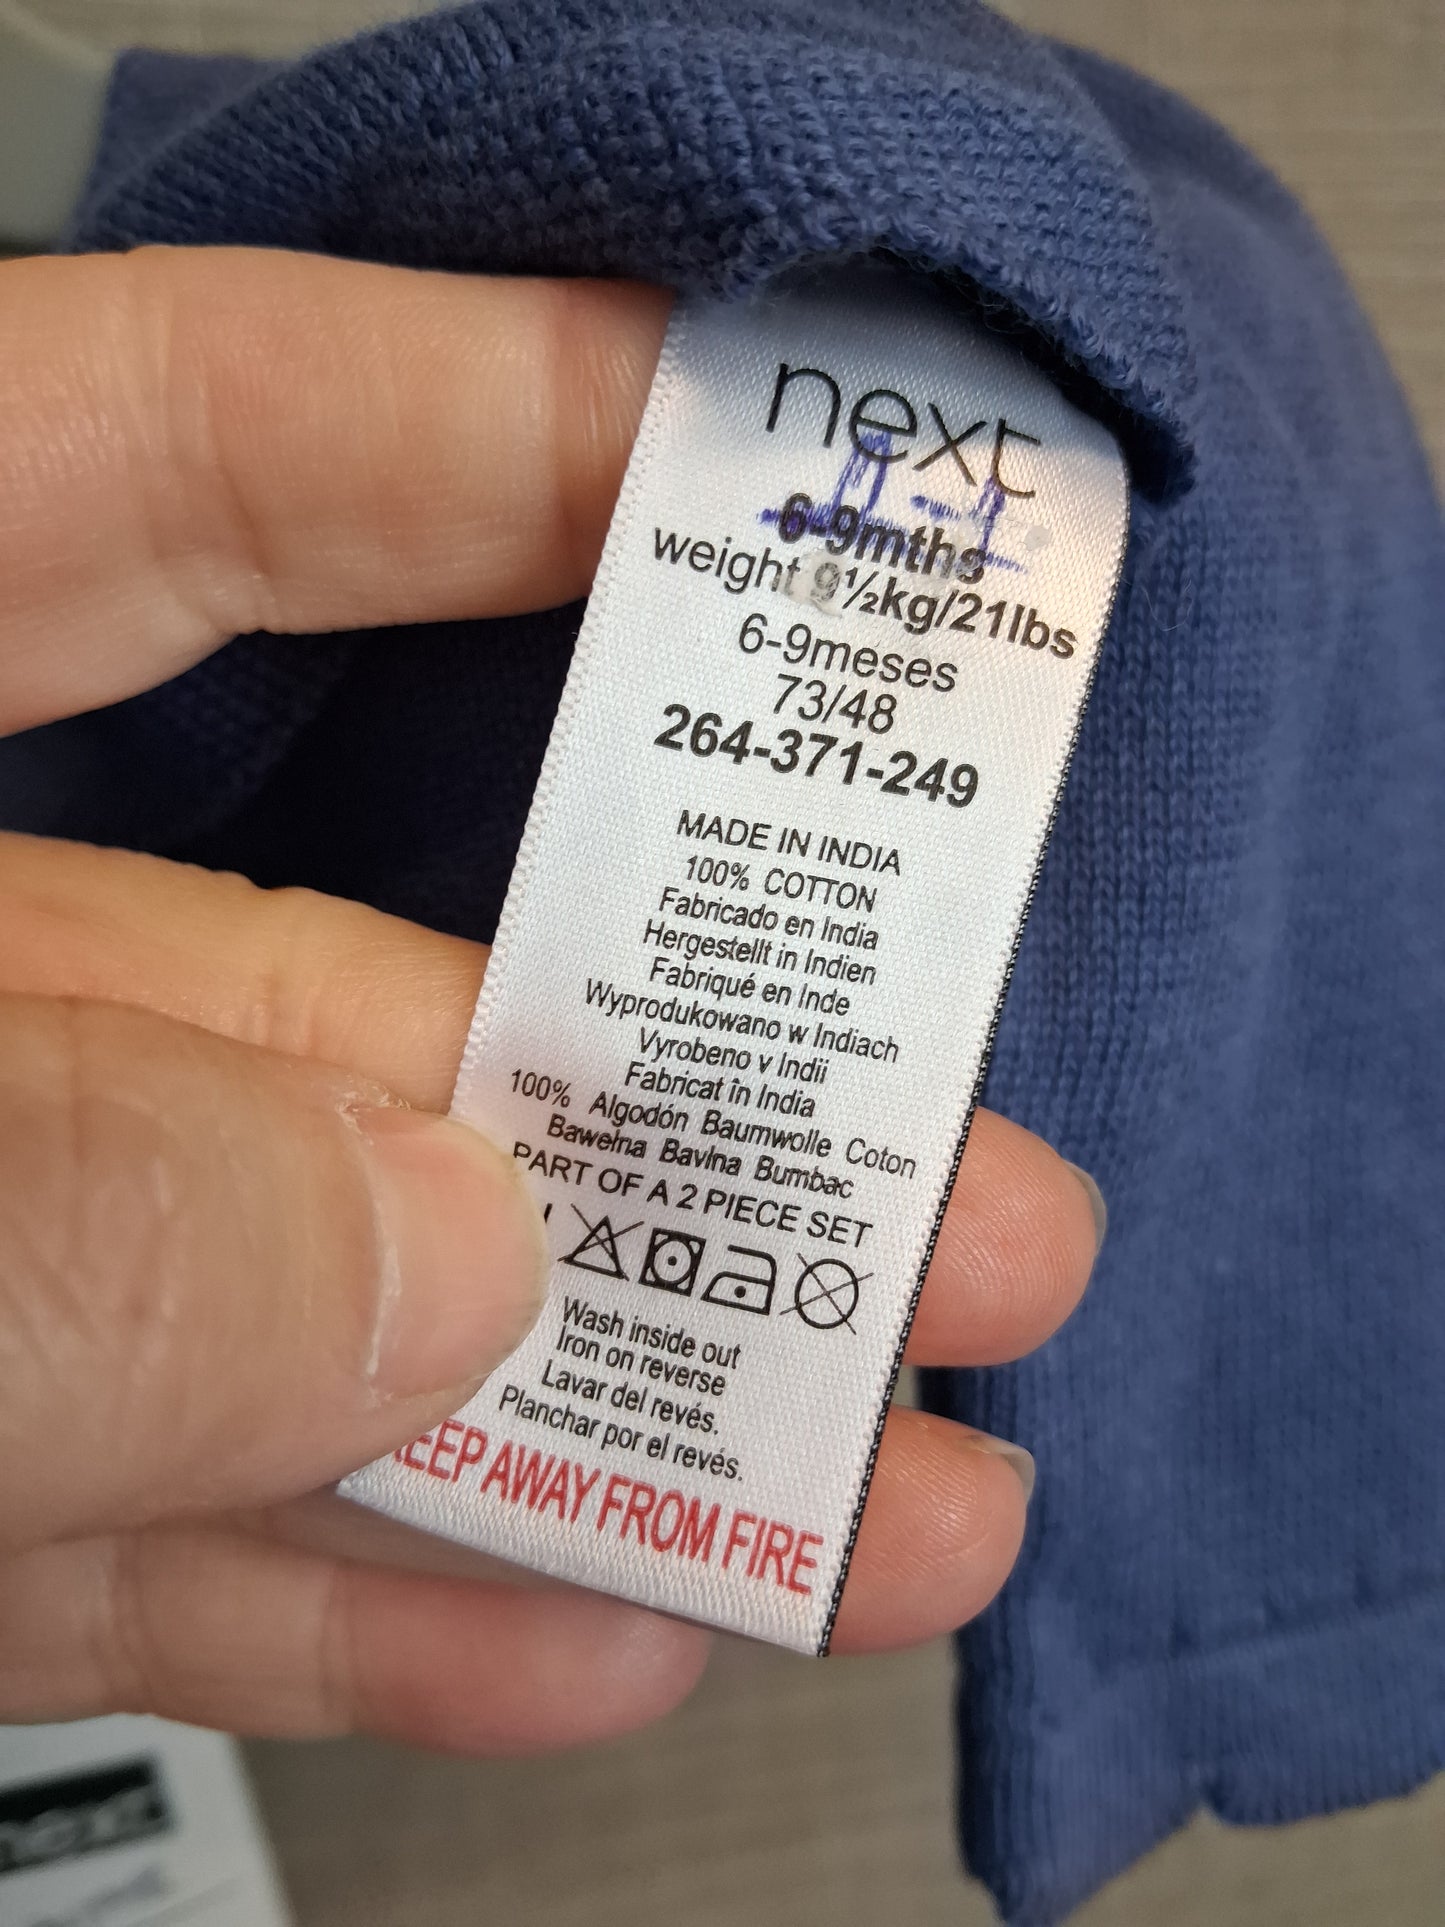 next
6-9mths
weight 9½kg/21lbs
6-9meses
73/48
264-371-249
MADE IN INDIA
100% COTTON
Fabricado en India
Hergestellt in Indien
Fabriqué en Inde
Wyprodukowano w Indiach
Vyrobeno v Indii
Fabricat în India
100% Algodón Baumwolle Coton
Bawełna Bavlna Bumbac
PART OF A 2 PIECE SET
Wash inside out
Iron on reverse
Lavar del revés.
Planchar por el revés.
KEEP AWAY FROM FIRE